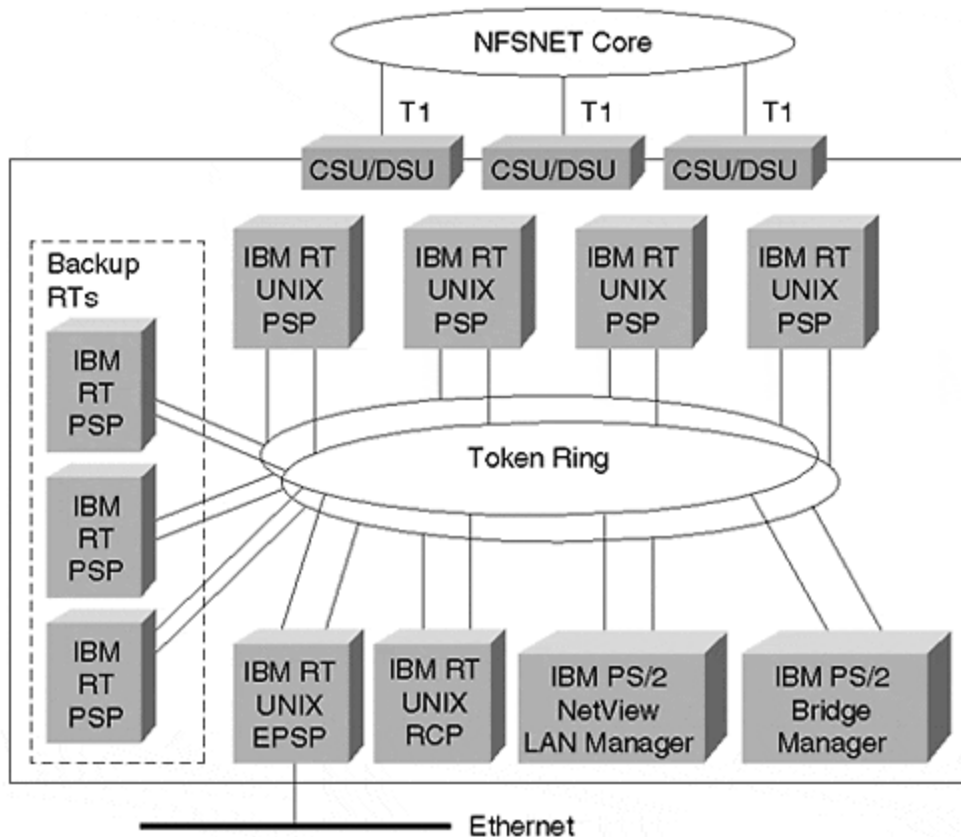 NFSNET Core
T1
T1
T1
CSU/DSU
CSU/DSU
CSU/DSU
Backup
RTs
IBM RT
UNIX
PSP
IBM RT
UNIX
PSP
IBM RT
UNIX
PSP
IBM RT
UNIX
PSP
IBM
RT
PSP
IBM
RT
PSP
IBM
RT
PSP
Token Ring
IBM RT
UNIX
EPSP
IBM RT
UNIX
RCP
IBM PS/2
NetView
LAN Manager
IBM PS/2
Bridge
Manager
Ethernet